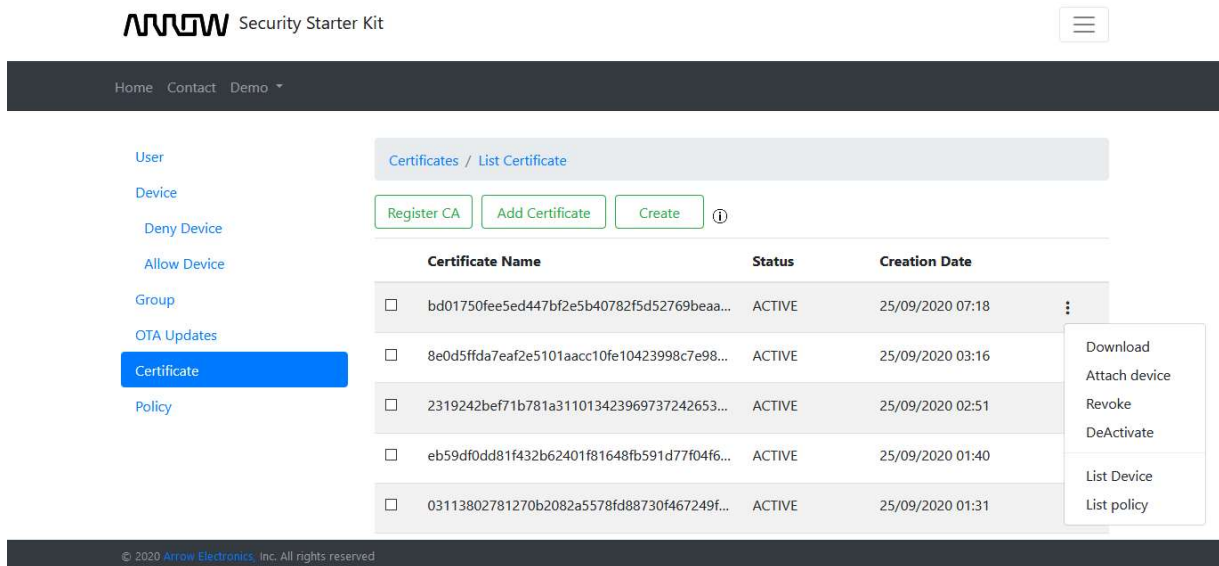 ARROW Security Starter Kit
Home Contact Demo
User
Device
Deny Device
Allow Device
Group
OTA Updates
Certificate
Policy
Certificates / List Certificate
Register CA Add Certificate Create
Certificate Name Status Creation Date
bd01750fee5ed447bf2e5b40782f5d52769beaa... ACTIVE 25/09/2020 07:18
8e0d5ffda7eaf2e5101aacc10fe10423998c7e98... ACTIVE 25/09/2020 03:16
2319242bef71b781a311013423969737242653... ACTIVE 25/09/2020 02:51
eb59df0dd81f432b62401f81648fb591d77f04f6... ACTIVE 25/09/2020 01:40
03113802781270b2082a5578fd88730f467249f... ACTIVE 25/09/2020 01:31
Download
Attach device
Revoke
DeActivate
List Device
List policy
© 2020 Arrow Electronics, Inc. All rights reserved